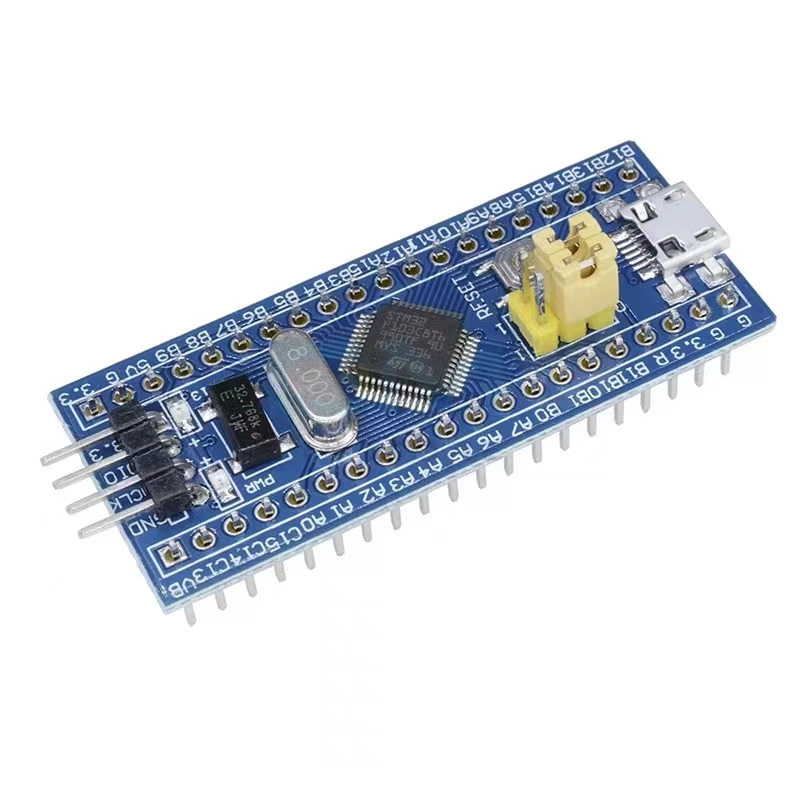 3.3 G 5V B9 B8 B7 B6 B5 B4 B3 A15 A12 A11 A10 A9 A8 B15 B14 B13 B12
RESET
STM32
8.000
32.768K
E JMF
PWR
3.3
DIO
CLK
GND
VB C13 C14 C15 A0 A1 A2 A3 A4 A5 A6 A7 B0 B1 B10 B11 R 3.3 G G